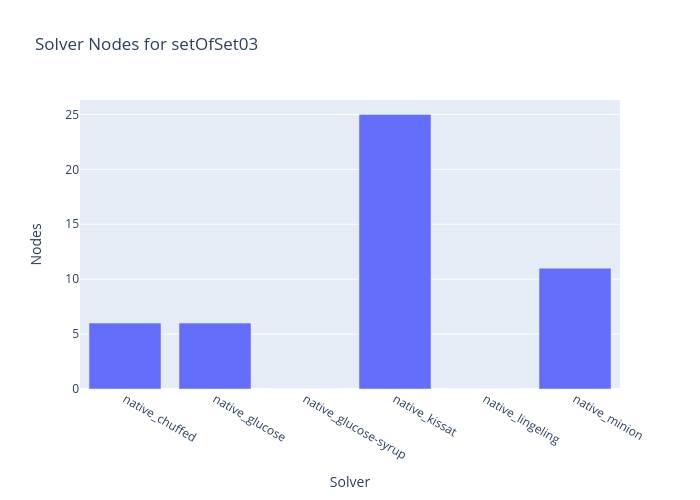 Solver Nodes for setOfSet03
Nodes
25
20
15
10
5
0
native_chuffed
native_glucose
native_glucose-syrup
native_kissat
native_lingeling
native_minion
Solver